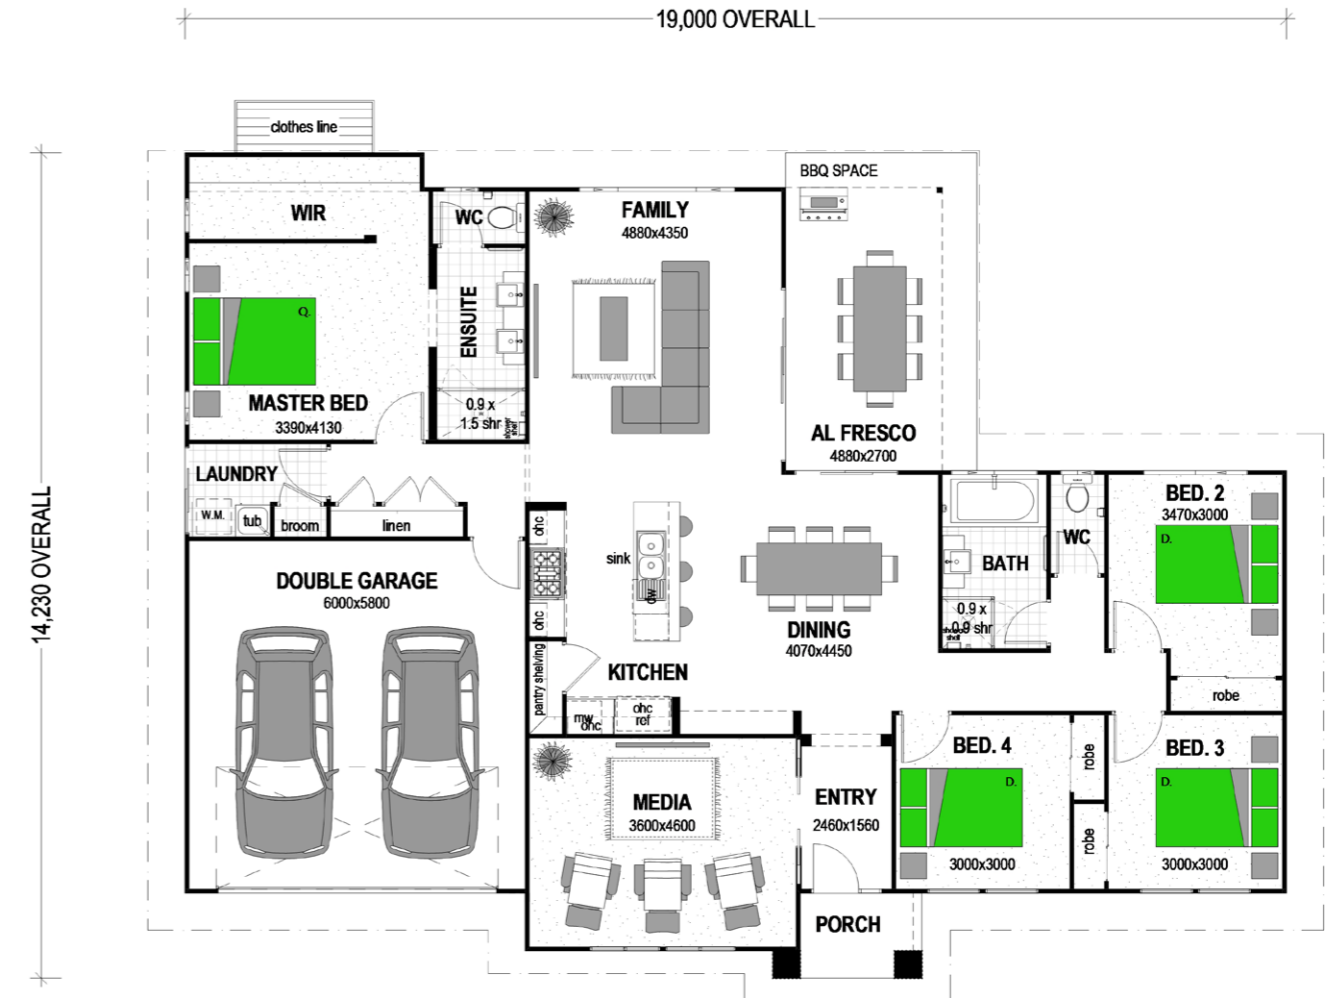 19,000 OVERALL
14,230 OVERALL
clothes line
BBQ SPACE
WIR
WC
FAMILY
4880x4350
Q.
ENSUITE
MASTER BED
3390x4130
0.9 x
1.5 shr
shower
shelf
AL FRESCO
4880x2700
LAUNDRY
W.M.
tub
broom
linen
ohc
sink
dw
ohc
BED. 2
3470x3000
D.
WC
BATH
0.9 x
0.9 shr
shelf
DOUBLE GARAGE
6000x5800
DINING
4070x4450
KITCHEN
pantry shelving
mw
ohc
ohc
ref
robe
BED. 4
D.
3000x3000
robe
robe
BED. 3
D.
3000x3000
MEDIA
3600x4600
ENTRY
2460x1560
PORCH